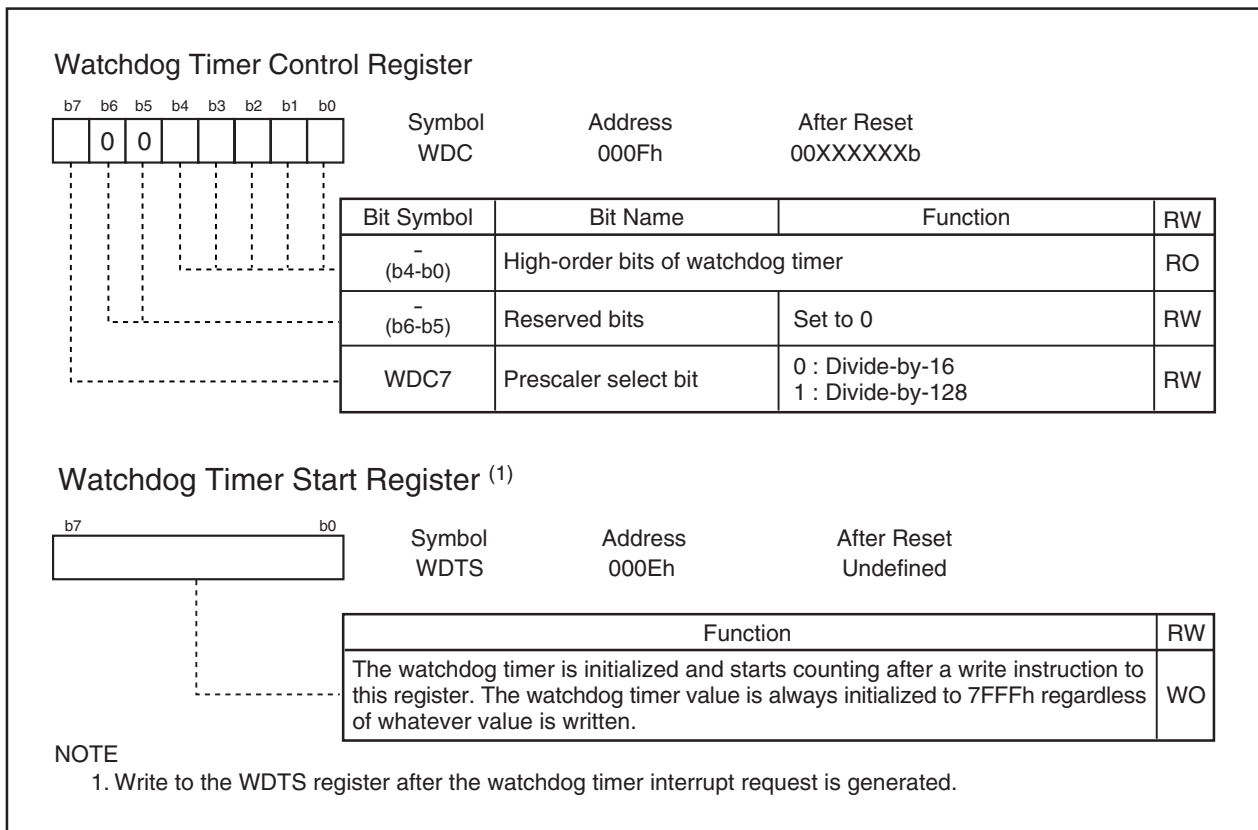 Watchdog Timer Control Register
b7 b6 b5 b4 b3 b2 b1 b0
0 0
Symbol Address After Reset
WDC 000Fh 00XXXXXXb
Bit Symbol Bit Name Function RW
– (b4-b0) High-order bits of watchdog timer RO
– (b6-b5) Reserved bits Set to 0 RW
WDC7 Prescaler select bit 0 : Divide-by-16 RW
1 : Divide-by-128
Watchdog Timer Start Register (1)
b7 b0
Symbol Address After Reset
WDTS 000Eh Undefined
Function RW
The watchdog timer is initialized and starts counting after a write instruction to
this register. The watchdog timer value is always initialized to 7FFFh regardless WO
of whatever value is written.
NOTE
1. Write to the WDTS register after the watchdog timer interrupt request is generated.